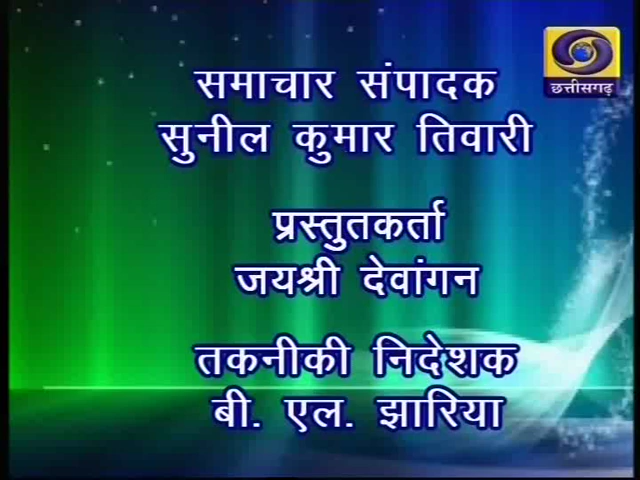 छत्तीसगढ़
समाचार संपादक
सुनील कुमार तिवारी
प्रस्तुतकर्ता
जयश्री देवांगन
तकनीकी निदेशक
बी. एल. झारिया